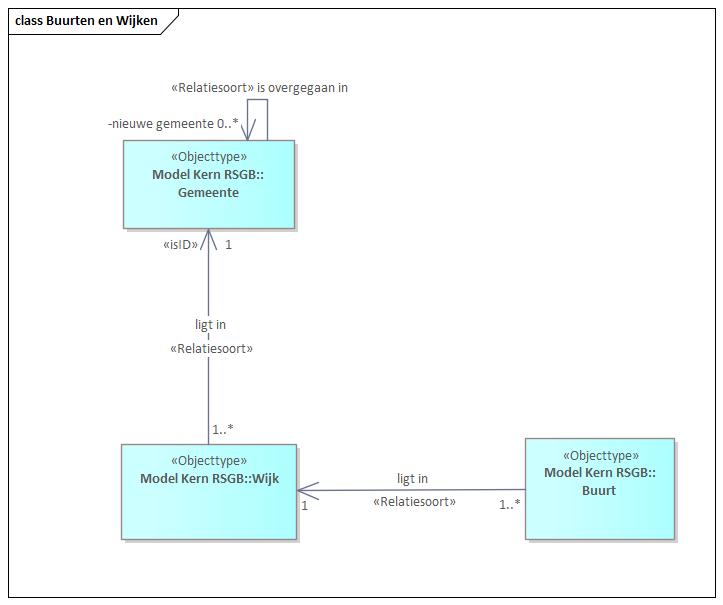 class Buurten en Wijken
«Relatiesoort» is overgegaan in
-nieuwe gemeente 0..*
«Objecttype»
Model Kern RSGB::
Gemeente
«isID» 1
ligt in
«Relatiesoort»
1..*
«Objecttype»
Model Kern RSGB::Wijk
«Objecttype»
Model Kern RSGB::
Buurt
ligt in
«Relatiesoort»
1
1..*